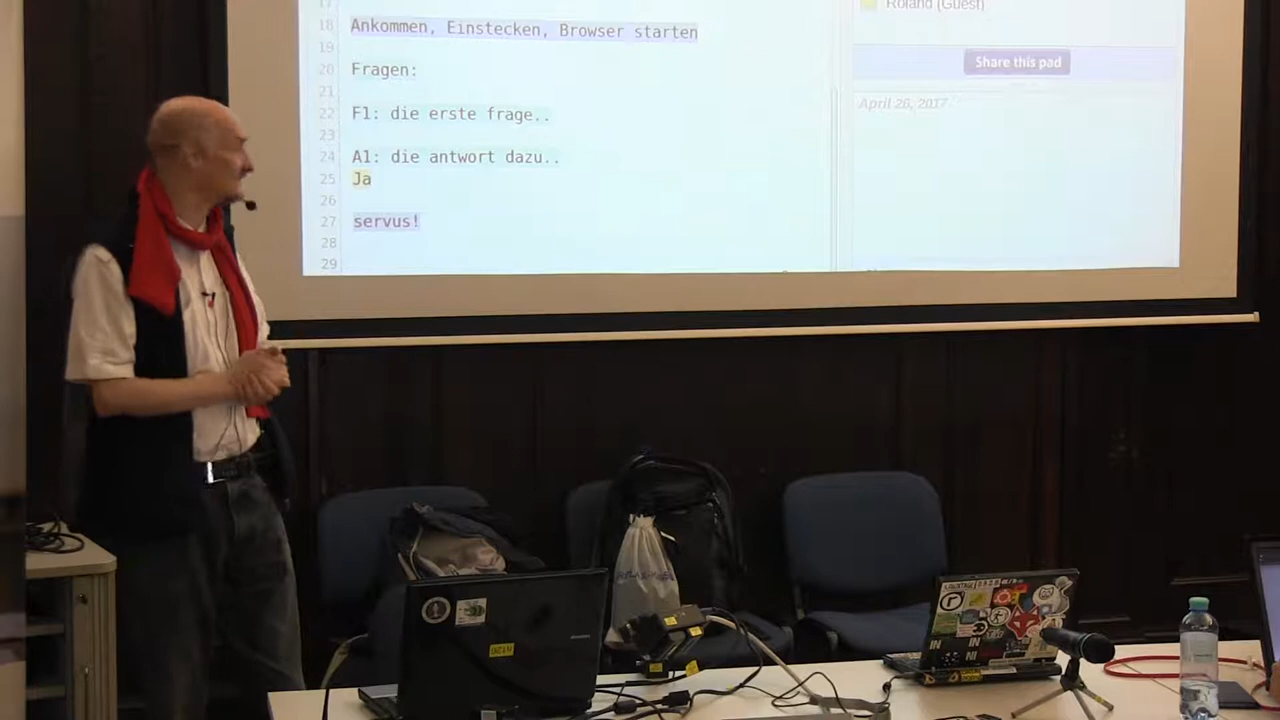 17
18 Ankommen, Einstecken, Browser starten
19
20 Fragen:
21
22 F1: die erste frage..
23
24 A1: die antwort dazu..
25 Ja
26
27 servus!
28
29
Roland (Guest)
Share this pad
April 26, 2017